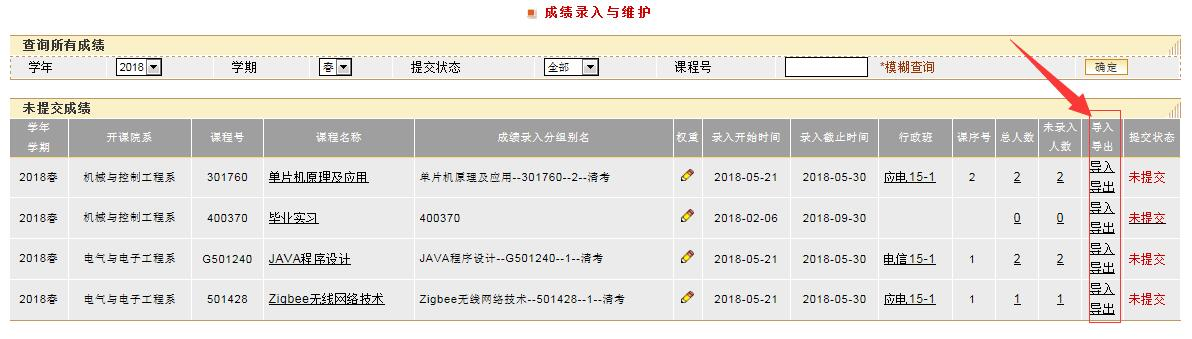 成绩录入与维护
查询所有成绩
学年 2018 学期 春 提交状态 全部 课程号 *模糊查询 确定
未提交成绩
学年学期 开课院系 课程号 课程名称 成绩录入分组别名 权重 录入开始时间 录入截止时间 行政班 课序号 总人数 未录入人数 导入导出 提交状态
2018春 机械与控制工程系 301760 单片机原理及应用 单片机原理及应用--301760--2--清考 2018-05-21 2018-05-30 应电15-1 2 2 2 导入 导出 未提交
2018春 机械与控制工程系 400370 毕业实习 400370 2018-02-06 2018-09-30 0 0 导入 导出 未提交
2018春 电气与电子工程系 G501240 JAVA程序设计 JAVA程序设计--G501240--1--清考 2018-05-21 2018-05-30 电信15-1 1 2 2 导入 导出 未提交
2018春 电气与电子工程系 501428 Zigbee无线网络技术 Zigbee无线网络技术--501428--1--清考 2018-05-21 2018-05-30 应电15-1 1 1 1 导入 导出 未提交